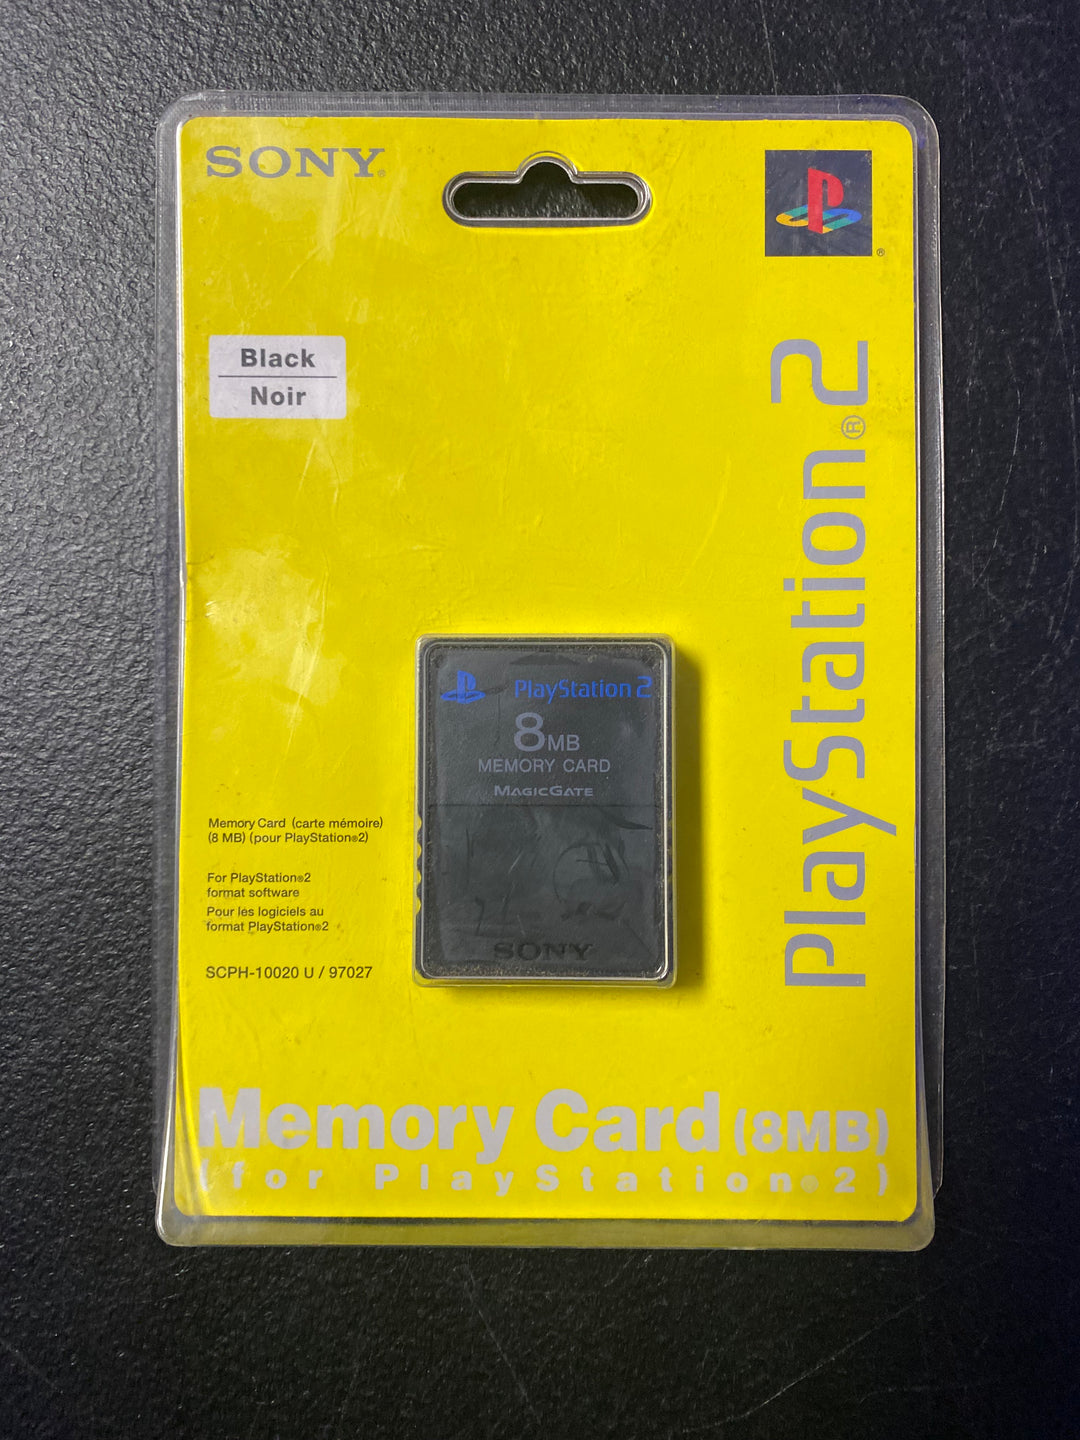 SONY®
®
Black
Noir
PlayStation®2
PlayStation 2
8MB
MEMORY CARD
MAGICGATE
SONY
Memory Card (carte mémoire)
(8 MB) (pour PlayStation®2)
For PlayStation®2
format software
Pour les logiciels au
format PlayStation®2
SCPH-10020 U / 97027
Memory Card (8MB)
(for PlayStation®2)